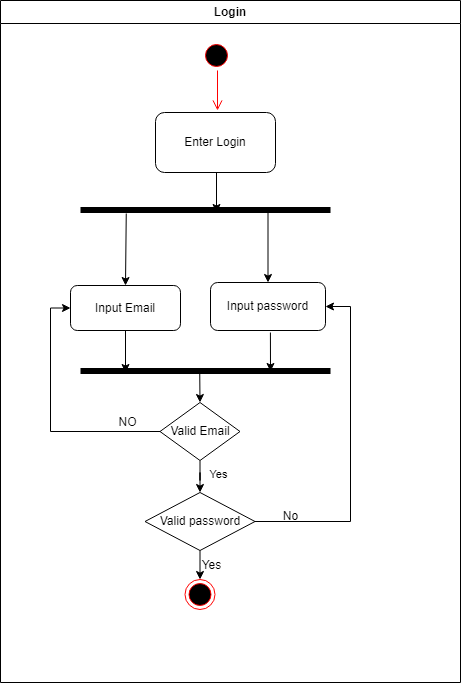 Login
Enter Login
Input Email
Input password
NO
Valid Email
Yes
Valid password
No
Yes